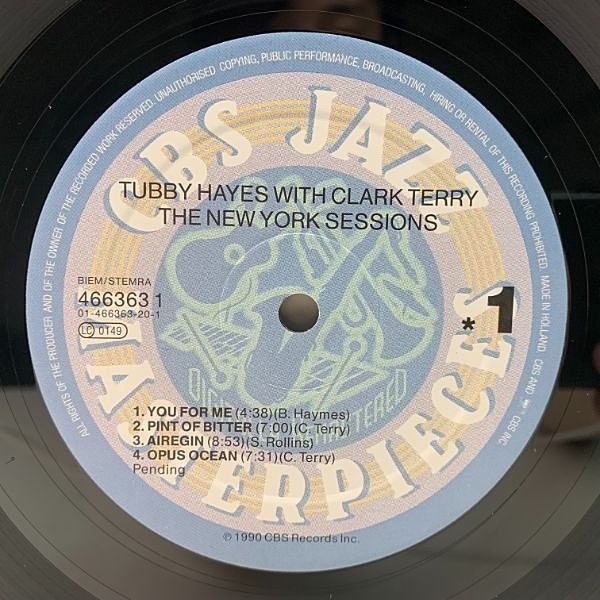 ALL RIGHTS OF THE PRODUCER AND OF THE OWNER OF THE RECORDED WORK RESERVED. UNAUTHORISED COPYING, PUBLIC PERFORMANCE, BROADCASTING, HIRING OR RENTAL OF THIS RECORDING PROHIBITED. MADE IN HOLLAND. CBS AND
CBS INC.
CBS JAZZ
TUBBY HAYES WITH CLARK TERRY
THE NEW YORK SESSIONS
BIEM/STEMRA
466363 1
01-466363-20-1
LC 0149
*1
DIGITALLY REMASTERED
1. YOU FOR ME (4:38)(B. Haymes)
2. PINT OF BITTER (7:00)(C. Terry)
3. AIREGIN (8:53)(S. Rollins)
4. OPUS OCEAN (7:31)(C. Terry)
Pending
MASTERPIECES
℗ 1990 CBS Records Inc.